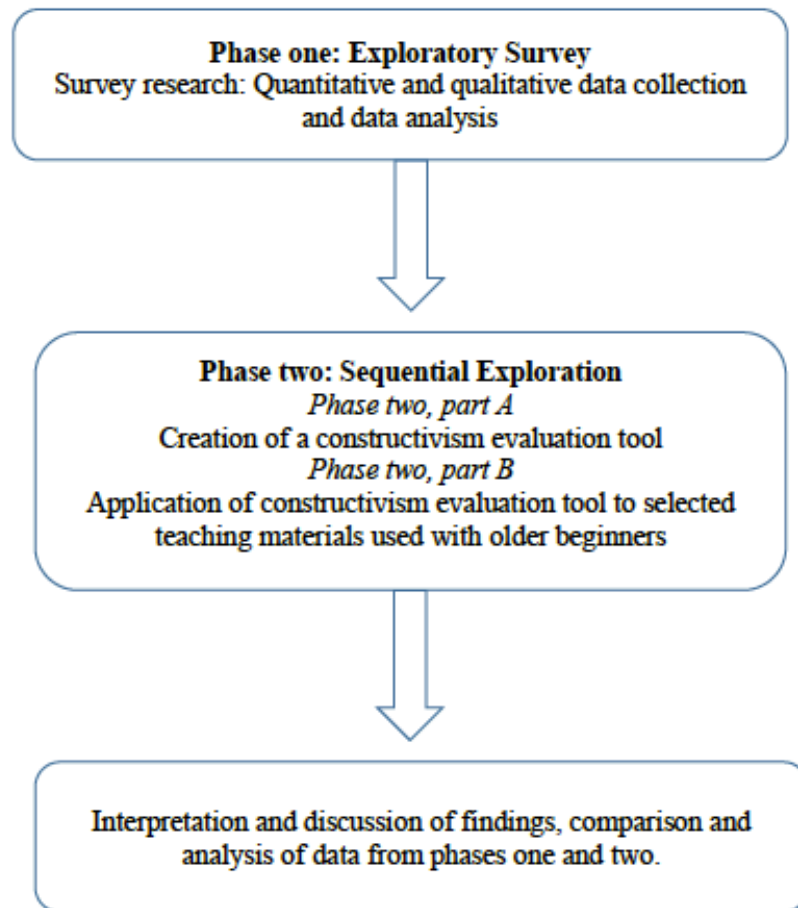 Phase one: Exploratory Survey
Survey research: Quantitative and qualitative data collection
and data analysis
Phase two: Sequential Exploration
Phase two, part A
Creation of a constructivism evaluation tool
Phase two, part B
Application of constructivism evaluation tool to selected
teaching materials used with older beginners
Interpretation and discussion of findings, comparison and
analysis of data from phases one and two.